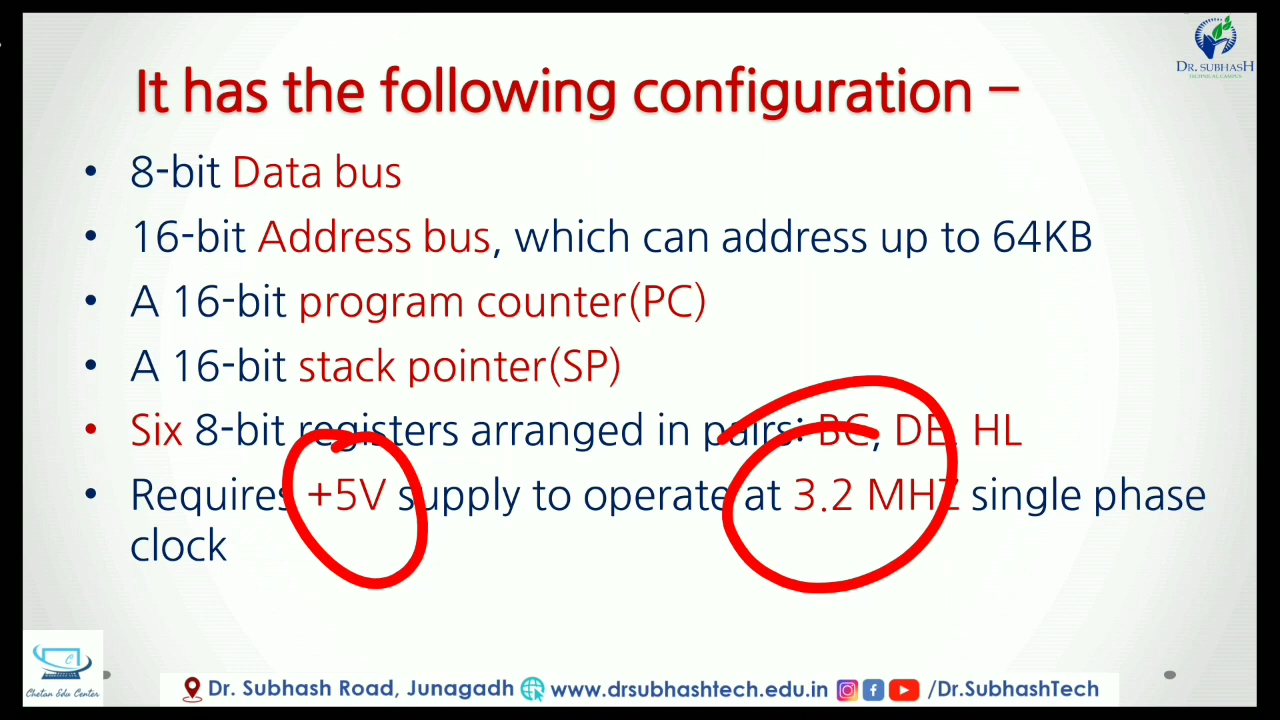 DR. SUBHASH
TECHNICAL CAMPUS
It has the following configuration –
• 8-bit Data bus
• 16-bit Address bus, which can address up to 64KB
• A 16-bit program counter(PC)
• A 16-bit stack pointer(SP)
• Six 8-bit registers arranged in pairs: BC, DE, HL
• Requires +5V supply to operate at 3.2 MHZ single phase
clock
Chetan Edu Center
Dr. Subhash Road, Junagadh www.drsubhashtech.edu.in /Dr.SubhashTech